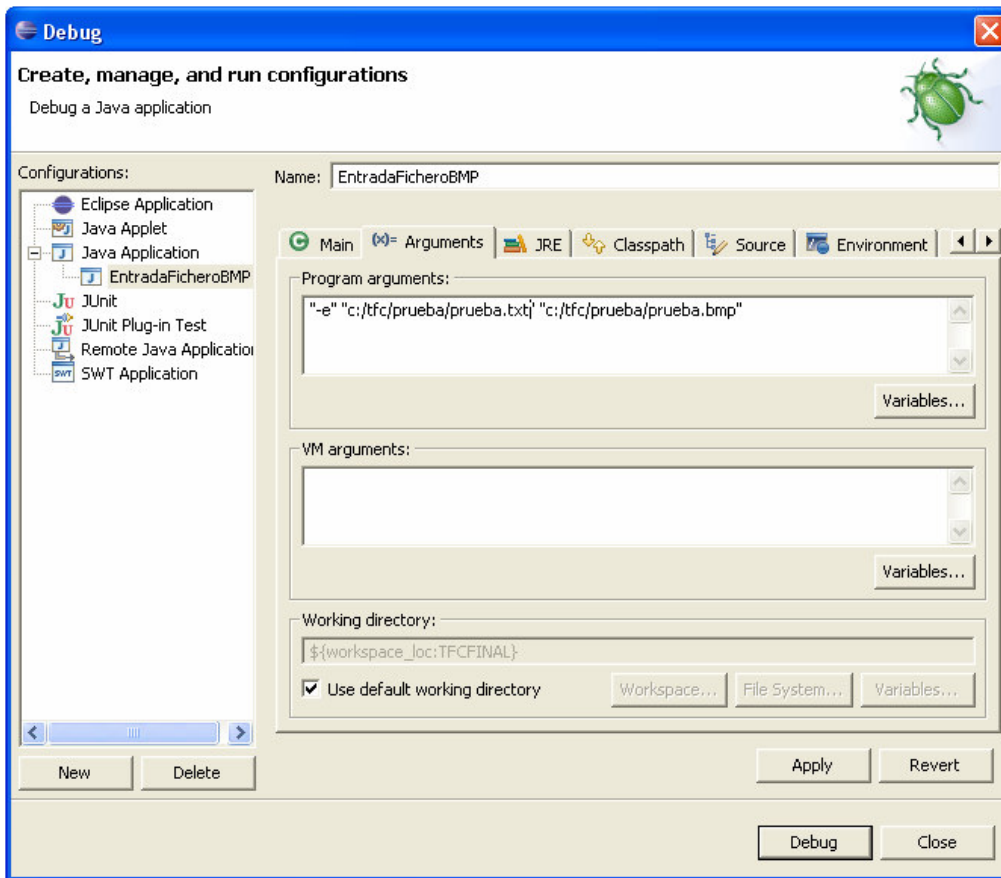 Debug
Create, manage, and run configurations
Debug a Java application
Configurations:
Eclipse Application
Java Applet
Java Application
EntradaFicheroBMP
JUnit
JUnit Plug-in Test
Remote Java Application
SWT Application
New
Delete
Name: EntradaFicheroBMP
Main
(x)= Arguments
JRE
Classpath
Source
Environment
Program arguments:
"-e" "c:/tfc/prueba/prueba.txt" "c:/tfc/prueba/prueba.bmp"
Variables...
VM arguments:
Variables...
Working directory:
${workspace_loc:TFCFINAL}
Use default working directory
Workspace...
File System...
Variables...
Apply
Revert
Debug
Close